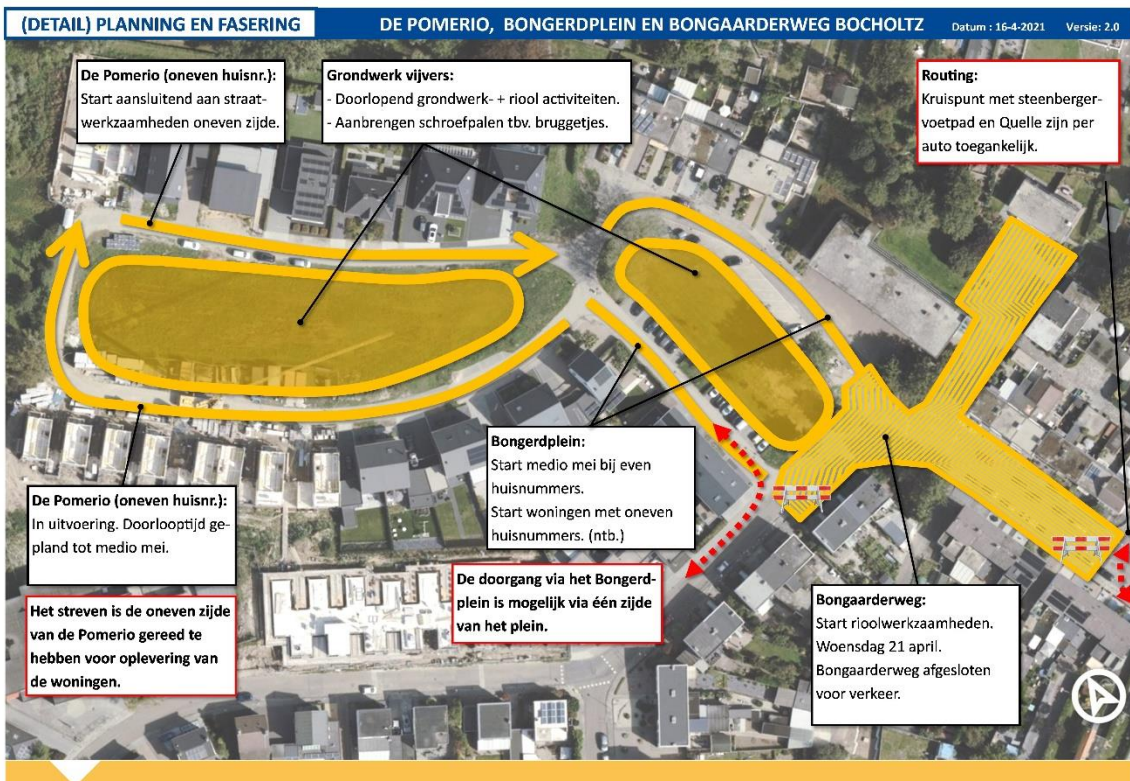 (DETAIL) PLANNING EN FASERING
DE POMERIO, BONGERDPLEIN EN BONGAARDERWEG BOCHOLTZ
Datum : 16-4-2021
Versie: 2.0
De Pomerio (oneven huisnr.):
Start aansluitend aan straat-
werkzaamheden oneven zijde.
Grondwerk vijvers:
- Doorlopend grondwerk- + riool activiteiten.
- Aanbrengen schroefpalen tbv. bruggetjes.
Routing:
Kruispunt met steenberger-
voetpad en Quelle zijn per
auto toegankelijk.
De Pomerio (oneven huisnr.):
In uitvoering. Doorlooptijd ge-
pland tot medio mei.
Het streven is de oneven zijde
van de Pomerio gereed te
hebben voor oplevering van
de woningen.
Bongerdplein:
Start medio mei bij even
huisnummers.
Start woningen met oneven
huisnummers. (ntb.)
De doorgang via het Bongerd-
plein is mogelijk via één zijde
van het plein.
Bongaarderweg:
Start rioolwerkzaamheden.
Woensdag 21 april.
Bongaarderweg afgesloten
voor verkeer.